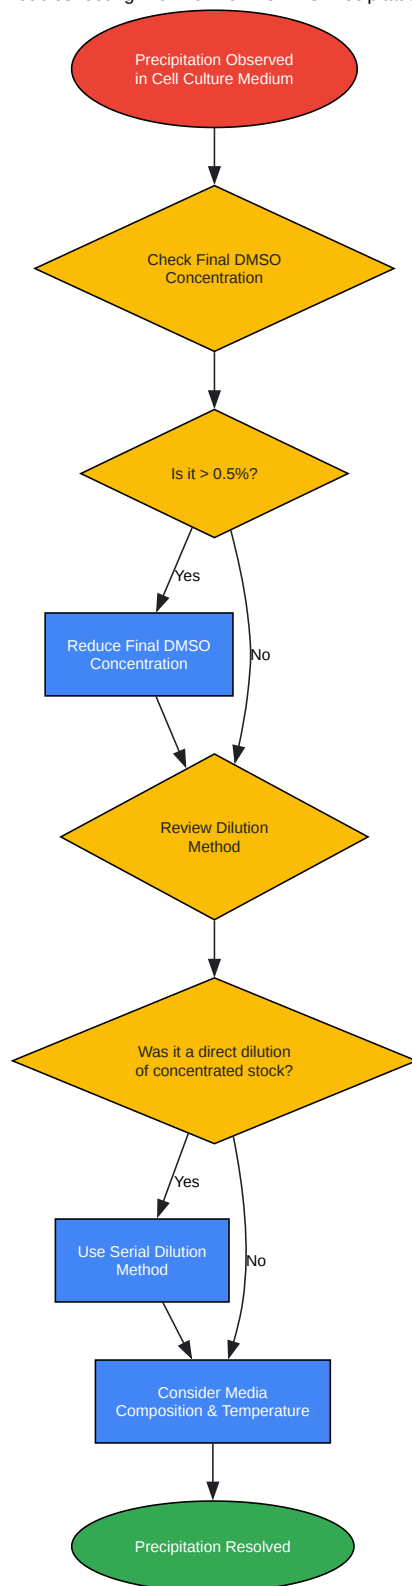 Precipitation Observed
in Cell Culture Medium
Check Final DMSO
Concentration
Is it > 0.5%?
Yes
Reduce Final DMSO
Concentration
No
Review Dilution
Method
Was it a direct dilution
of concentrated stock?
Yes
Use Serial Dilution
Method
No
Consider Media
Composition & Temperature
Precipitation Resolved